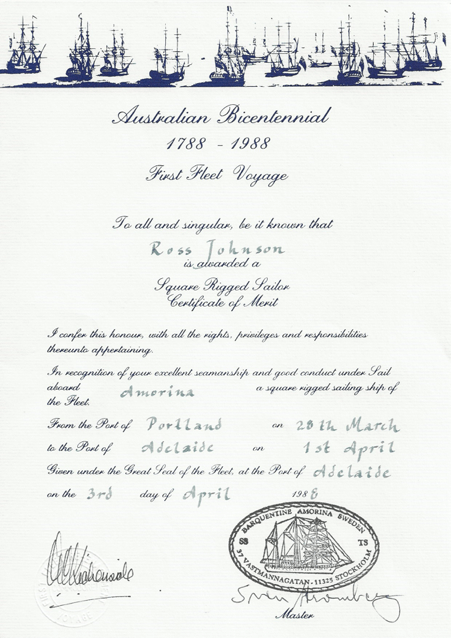 Australian Bicentennial
1788 - 1988
First Fleet Voyage
To all and singular, be it known that
Ross Johnson
is awarded a
Square Rigged Sailor
Certificate of Merit
I confer this honour, with all the rights, privileges and responsibilities
thereunto appertaining.
In recognition of your excellent seamanship and good conduct under Sail
aboard Amorina a square rigged sailing ship of
the Fleet.
From the Port of Portland on 28th March
to the Port of Adelaide on 1st April
Given under the Great Seal of the Fleet, at the Port of Adelaide
on the 3rd day of April 1988
BARQUENTINE AMORINA SWEDEN
SS TS
37 VASTMANNAGATAN - 11325 STOCKHOLM
Sven Stromberg
Master